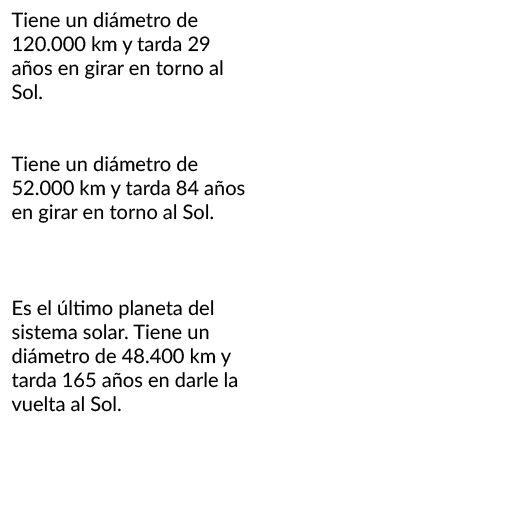 Tiene un diámetro de
120.000 km y tarda 29
años en girar en torno al
Sol.
Tiene un diámetro de
52.000 km y tarda 84 años
en girar en torno al Sol.
Es el último planeta del
sistema solar. Tiene un
diámetro de 48.400 km y
tarda 165 años en darle la
vuelta al Sol.